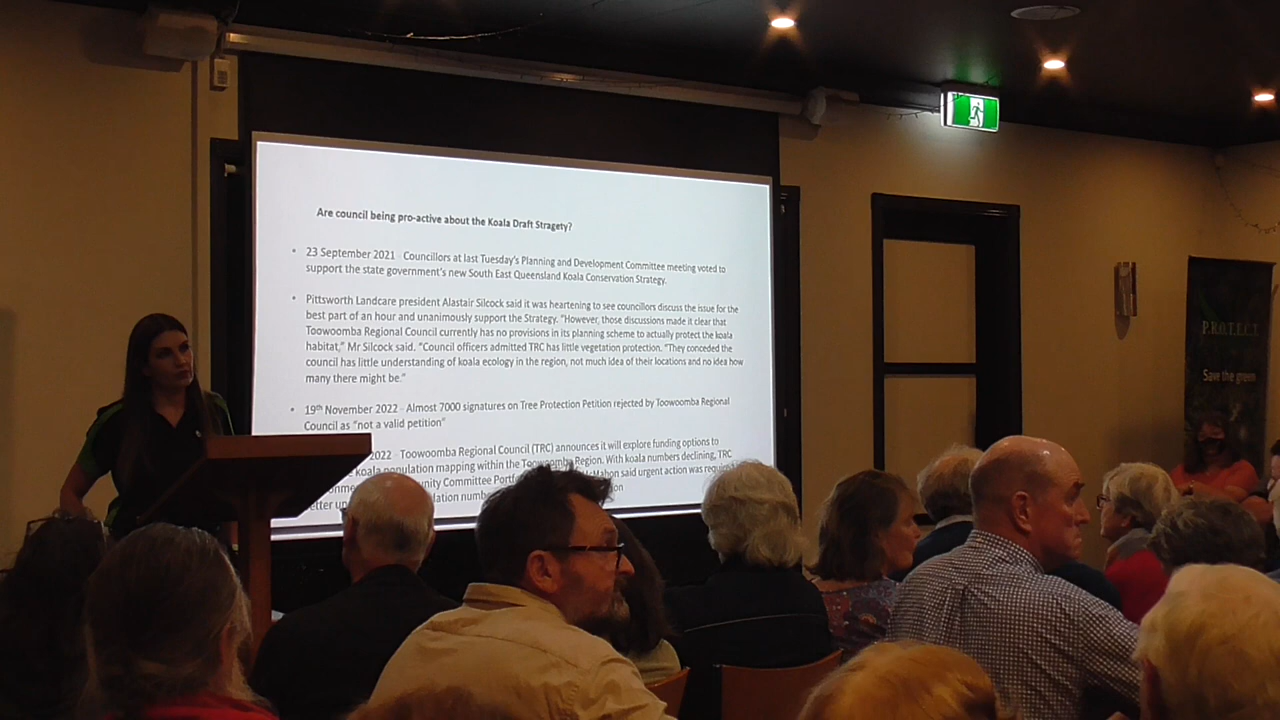 Are council being pro-active about the Koala Draft Stragety?
• 23 September 2021 - Councillors at last Tuesday's Planning and Development Committee meeting voted to
support the state government's new South East Queensland Koala Conservation Strategy.
• Pittsworth Landcare president Alastair Silcock said it was heartening to see councillors discuss the issue for the
best part of an hour and unanimously support the Strategy. "However, those discussions made it clear that
Toowoomba Regional Council currently has no provisions in its planning scheme to actually protect the koala
habitat," Mr Silcock said. "Council officers admitted TRC has little vegetation protection. "They conceded the
council has little understanding of koala ecology in the region, not much idea of their locations and no idea how
many there might be."
• 19th November 2022 - Almost 7000 signatures on Tree Protection Petition rejected by Toowoomba Regional
Council as "not a valid petition"
2022 - Toowoomba Regional Council (TRC) announces it will explore funding options to
koala population mapping within the Toowoomba Region. With koala numbers declining, TRC
Committee McMahon said urgent action was required
P.R.O.T.E.C.T
Save the green